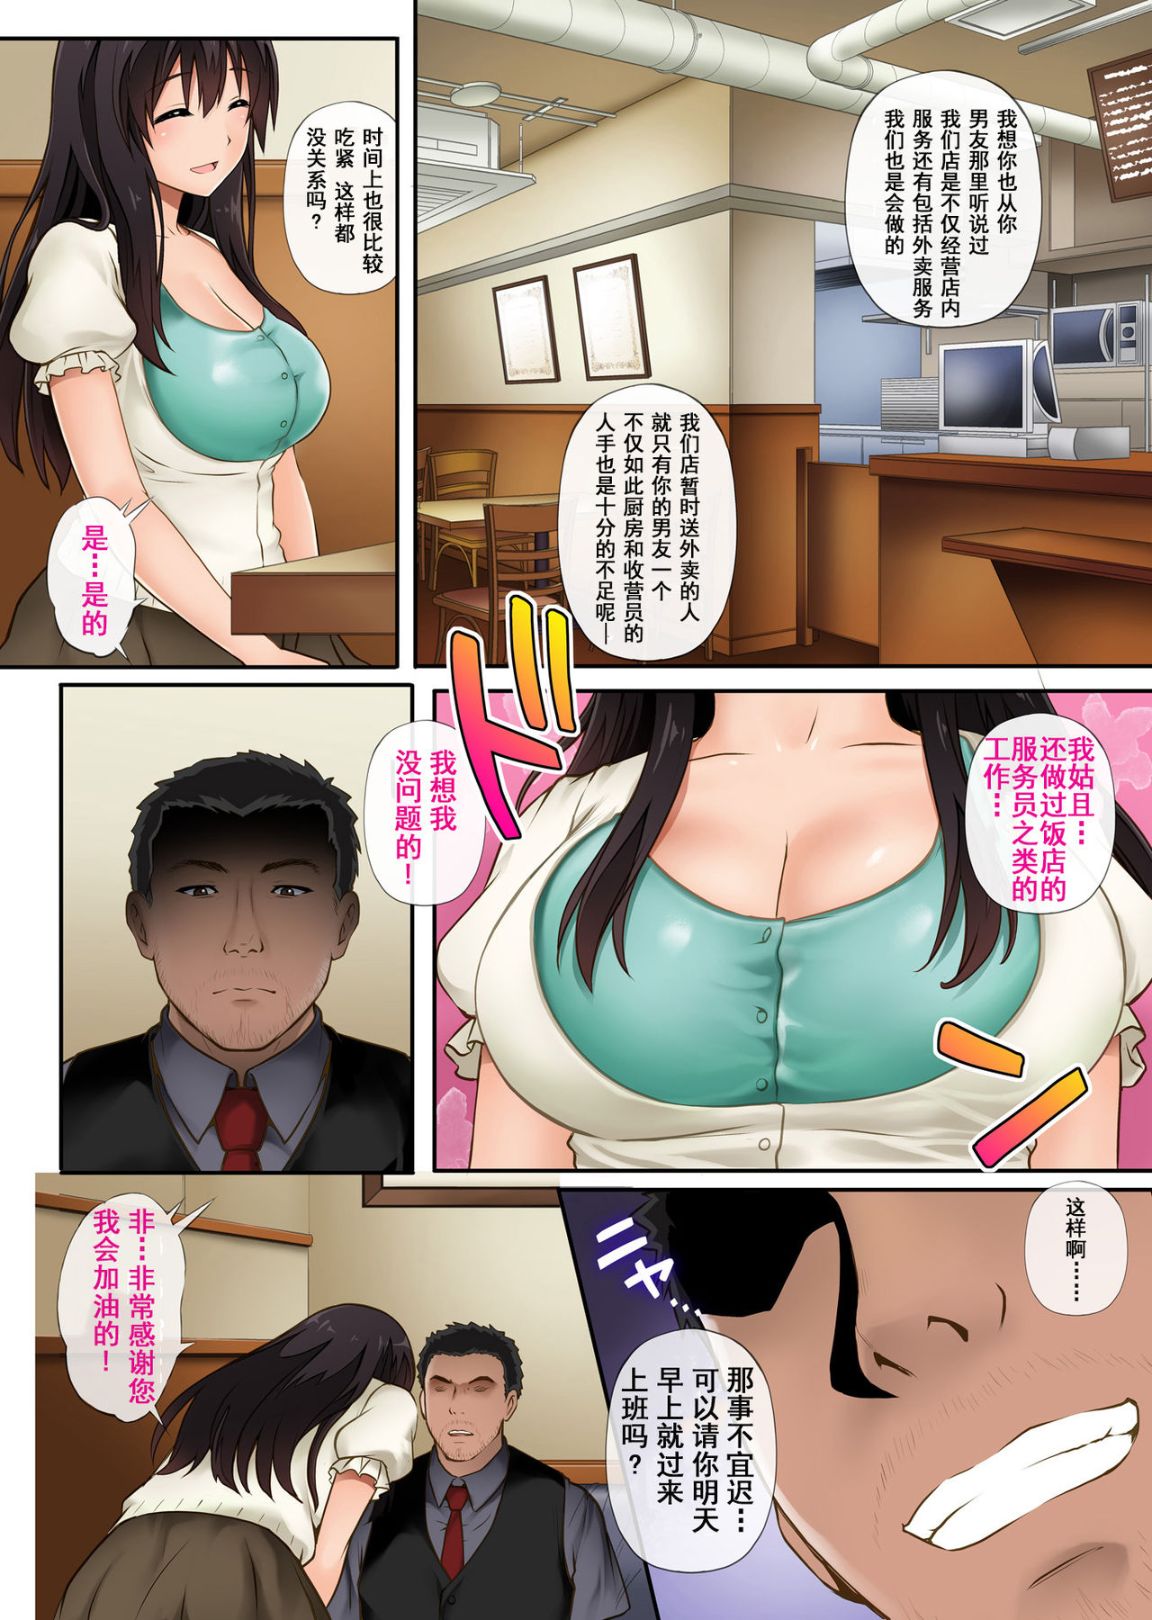 我想你也从你
男友那里听说过
我们店是不仅经营店内
服务还有包括外卖服务
我们也是会做的
我们店暂时送外卖的人
就只有你的男友一个
不仅如此厨房和收营员的
人手也是十分的不足呢—
时间上也很比较
吃紧 这样都
没关系吗?
是…是的
我姑且…
还做过饭店的
服务员之类的
工作…
ドドーン
我想我
没问题的!
这样啊……
ニャ…
那事不宜迟…
可以请你明天
早上就过来
上班吗?
非…非常感谢您
我会加油的!